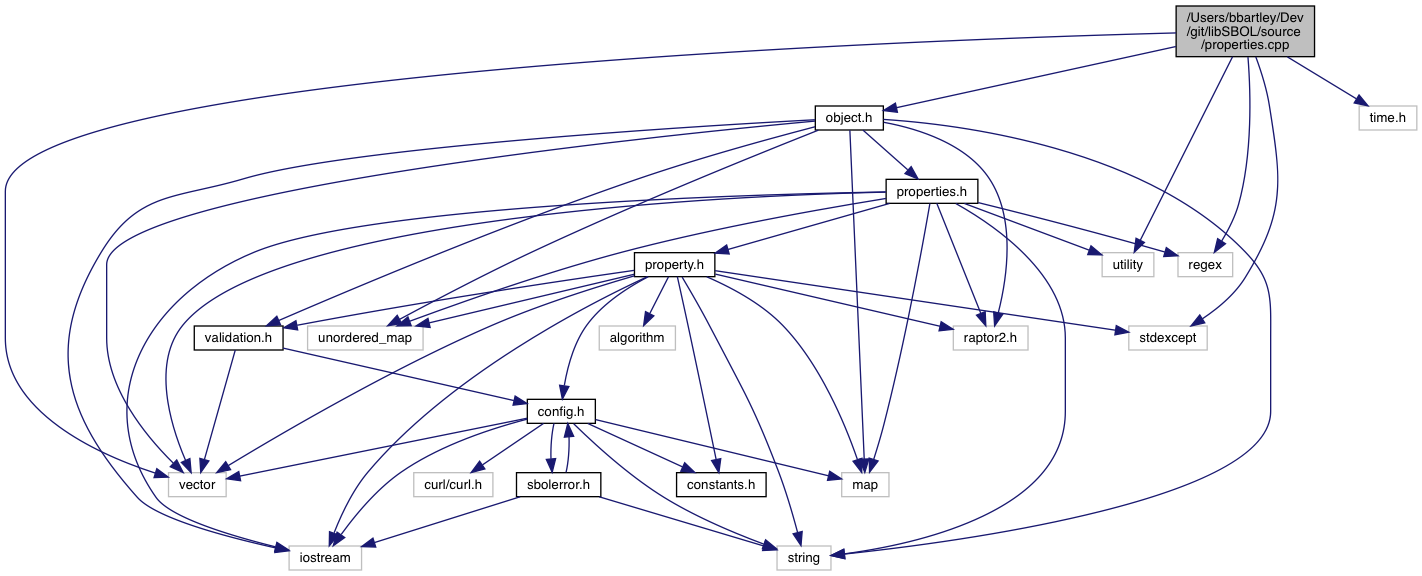 /Users/bbartley/Dev
/git/libSBOL/source
/properties.cpp
object.h
time.h
properties.h
property.h
utility
regex
validation.h
unordered_map
algorithm
raptor2.h
stdexcept
config.h
vector
curl/curl.h
sbolerror.h
constants.h
map
iostream
string